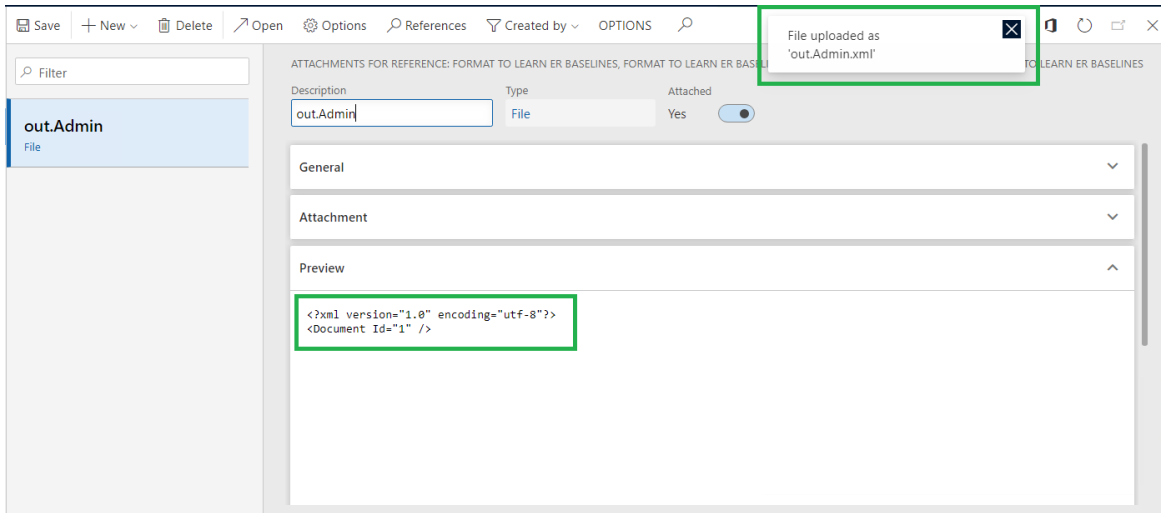 Save New Delete Open Options References Created by OPTIONS
File uploaded as
'out.Admin.xml'
Filter
out.Admin
File
ATTACHMENTS FOR REFERENCE: FORMAT TO LEARN ER BASELINES, FORMAT TO LEARN ER TO LEARN ER BASELINES
Description Type Attached
out.Admin File Yes
General
Attachment
Preview
<?xml version="1.0" encoding="utf-8"?>
<Document Id="1" />